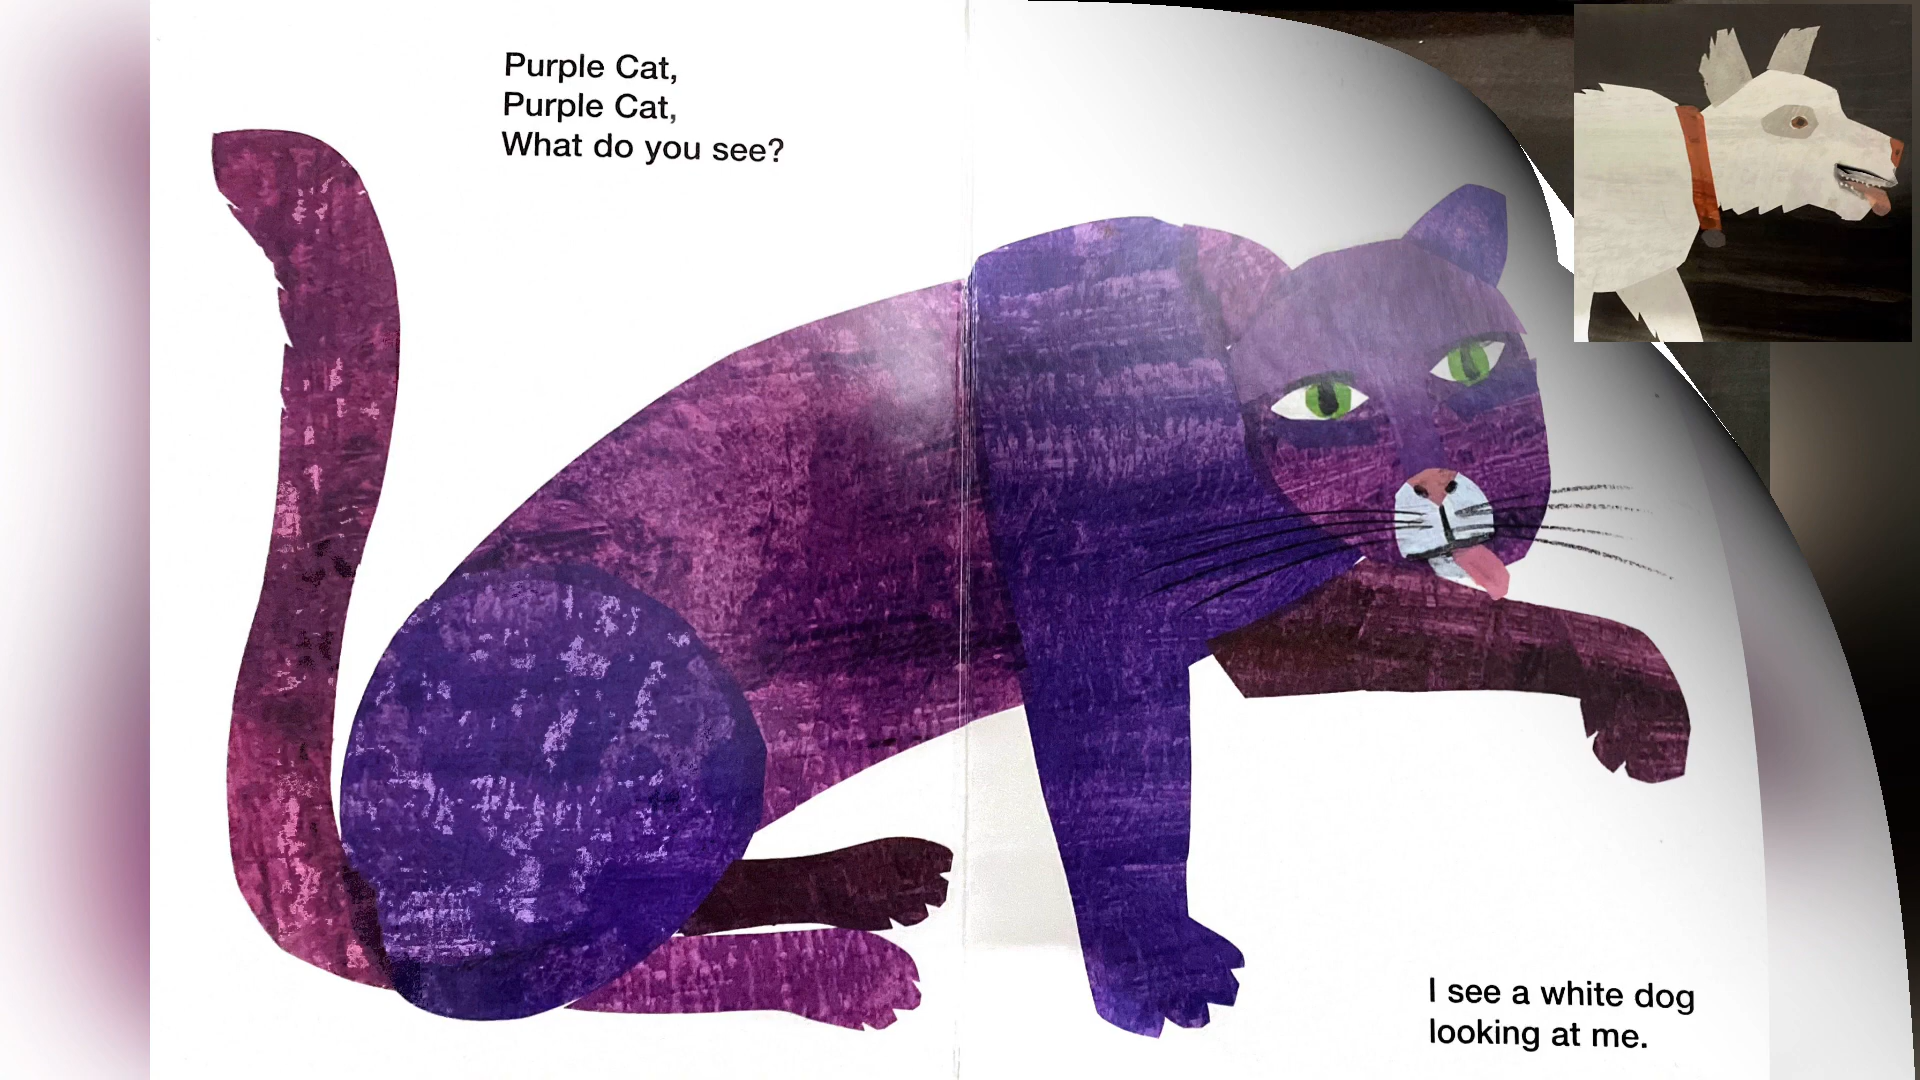 Purple Cat,
Purple Cat,
What do you see?
I see a white dog
looking at me.